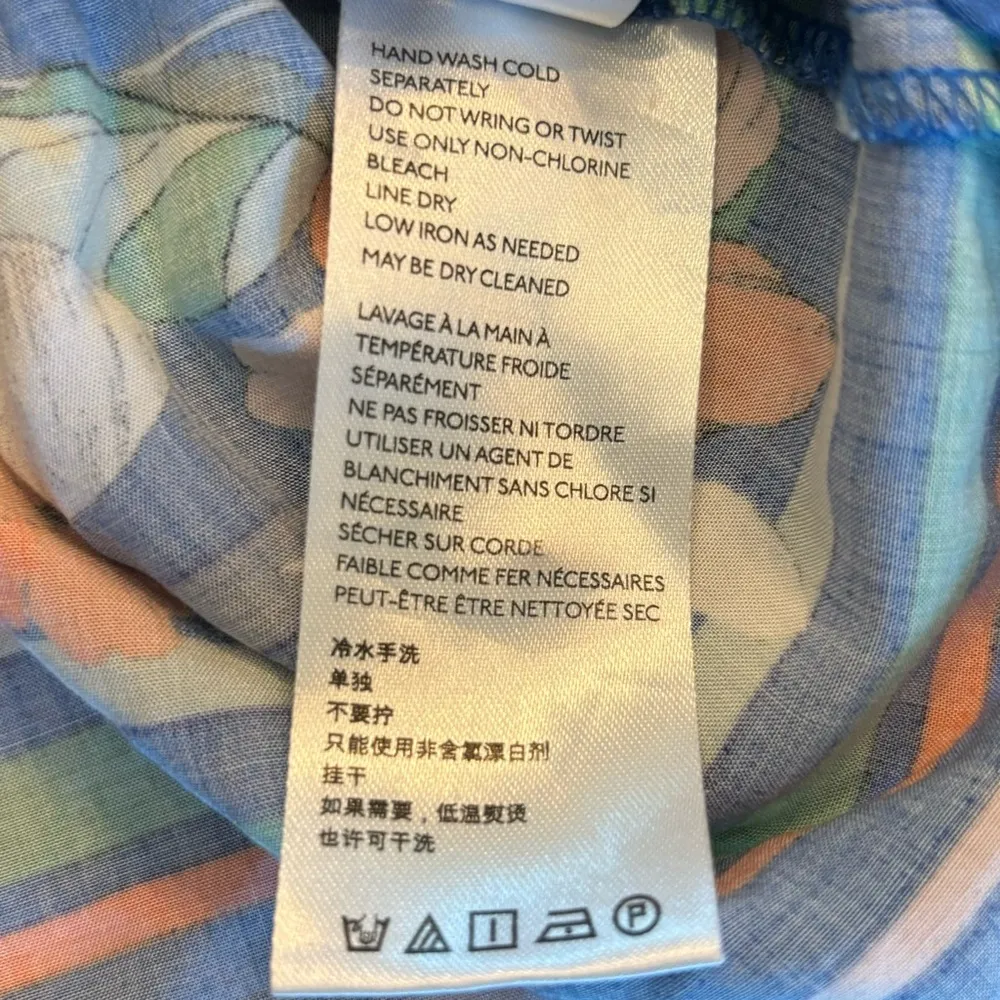 HAND WASH COLD
SEPARATELY
DO NOT WRING OR TWIST
USE ONLY NON-CHLORINE
BLEACH
LINE DRY
LOW IRON AS NEEDED
MAY BE DRY CLEANED
LAVAGE À LA MAIN À
TEMPÉRATURE FROIDE
SÉPARÉMENT
NE PAS FROISSER NI TORDRE
UTILISER UN AGENT DE
BLANCHIMENT SANS CHLORE SI
NÉCESSAIRE
SÉCHER SUR CORDE
FAIBLE COMME FER NÉCESSAIRES
PEUT-ÊTRE ÊTRE NETTOYÉE SEC
冷水手洗
单独
不要拧
只能使用非含氯漂白剂
挂干
如果需要，低温熨烫
也许可干洗
P